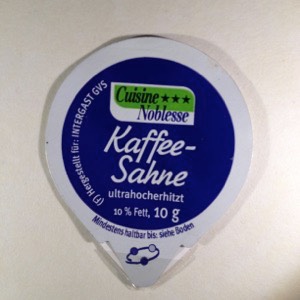 Cuisine ★★★
Noblesse
Kaffee-
Sahne
ultrahocherhitzt
10 % Fett, 10 g
Mindestens haltbar bis: siehe Boden
(F) Hergestellt für: INTERGAST GVS